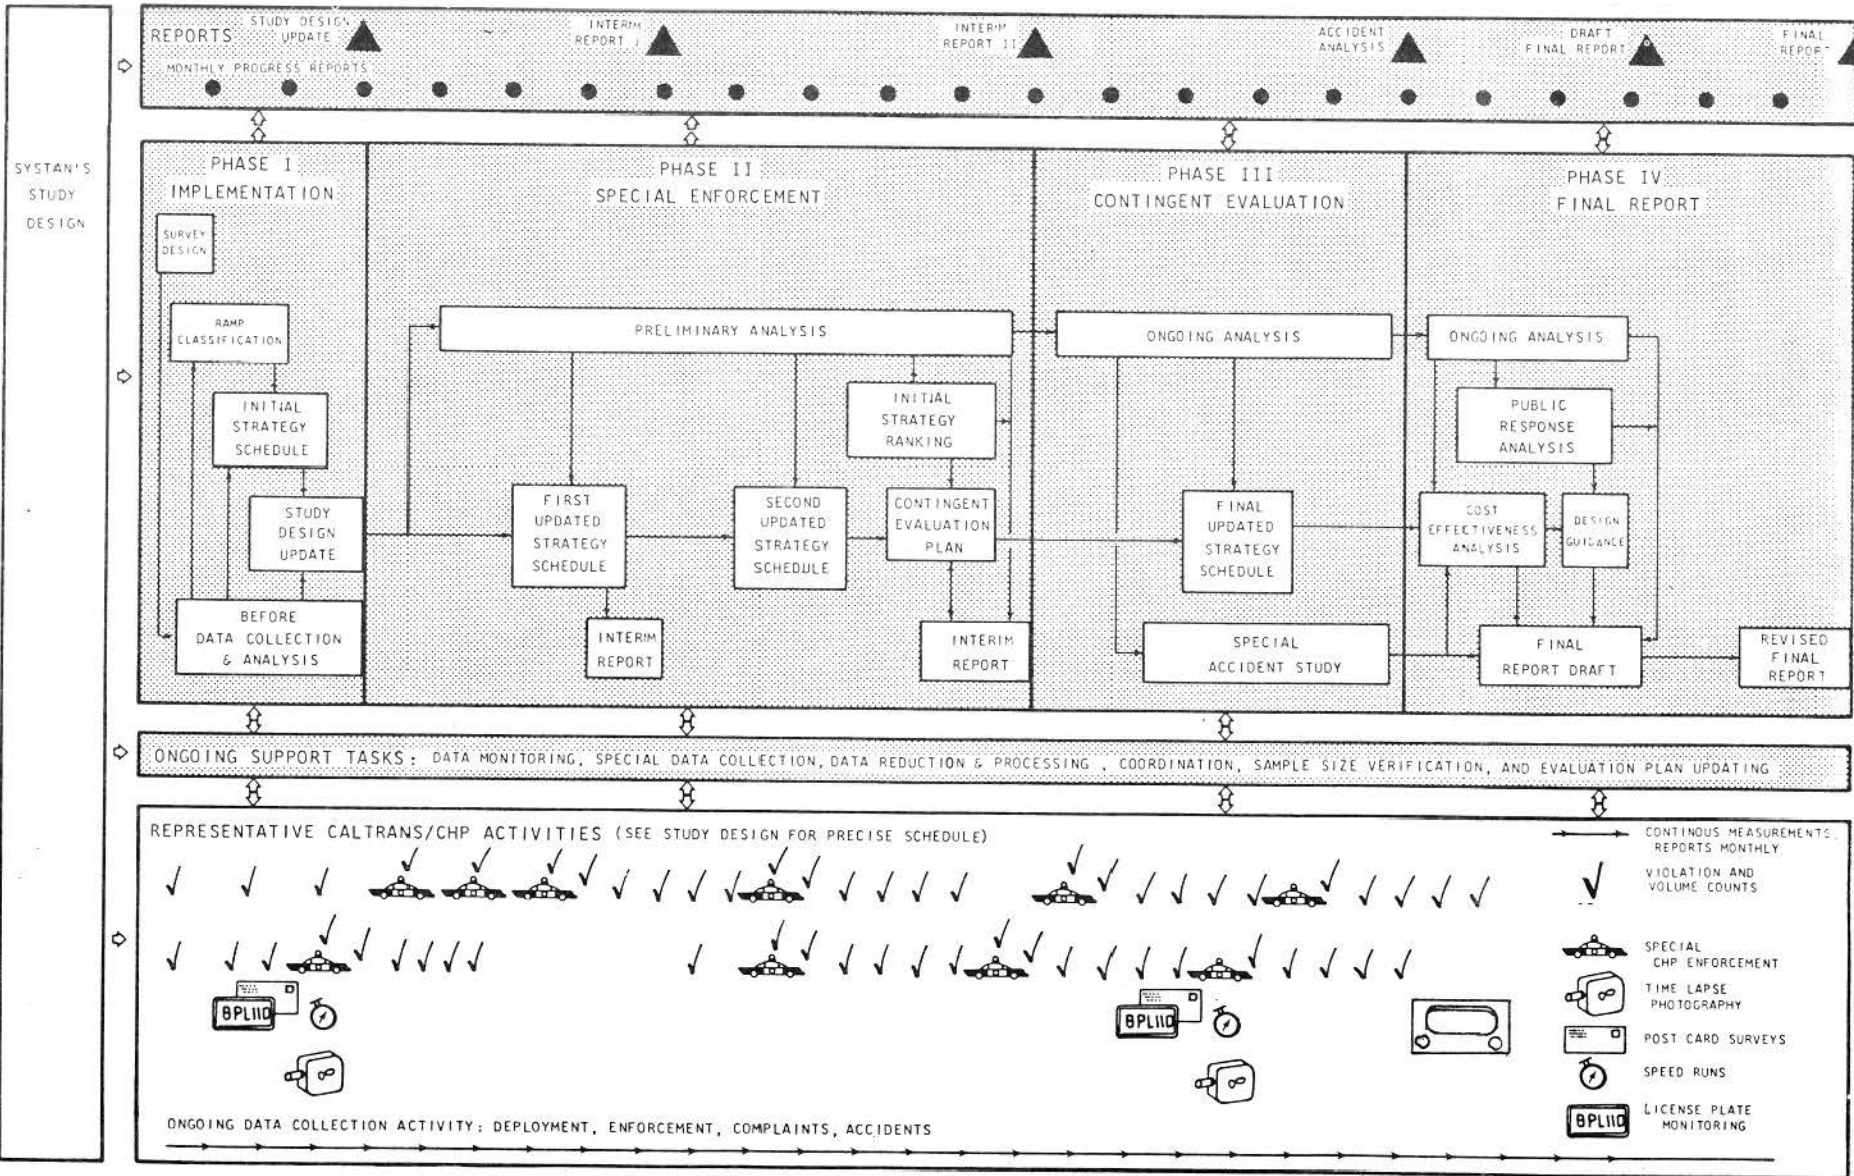 SYSTAN'S
STUDY
DESIGN
REPORTS
MONTHLY PROGRESS REPORTS
STUDY DESIGN
UPDATE
INTERIM
REPORT I
INTERIM
REPORT II
ACCIDENT
ANALYSIS
DRAFT
FINAL REPORT
FINAL
REPORT
PHASE I
IMPLEMENTATION
SURVEY
DESIGN
RAMP
CLASSIFICATION
INITIAL
STRATEGY
SCHEDULE
STUDY
DESIGN
UPDATE
BEFORE
DATA COLLECTION
& ANALYSIS
PHASE II
SPECIAL ENFORCEMENT
PRELIMINARY ANALYSIS
INITIAL
STRATEGY
RANKING
FIRST
UPDATED
STRATEGY
SCHEDULE
SECOND
UPDATED
STRATEGY
SCHEDULE
CONTINGENT
EVALUATION
PLAN
INTERIM
REPORT
INTERIM
REPORT
PHASE III
CONTINGENT EVALUATION
ONGOING ANALYSIS
FINAL
UPDATED
STRATEGY
SCHEDULE
SPECIAL
ACCIDENT STUDY
PHASE IV
FINAL REPORT
ONGOING ANALYSIS
PUBLIC
RESPONSE
ANALYSIS
COST
EFFECTIVENESS
ANALYSIS
DESIGN
GUIDANCE
FINAL
REPORT DRAFT
REVISED
FINAL
REPORT
ONGOING SUPPORT TASKS: DATA MONITORING, SPECIAL DATA COLLECTION, DATA REDUCTION & PROCESSING , COORDINATION, SAMPLE SIZE VERIFICATION, AND EVALUATION PLAN UPDATING
REPRESENTATIVE CALTRANS/CHP ACTIVITIES (SEE STUDY DESIGN FOR PRECISE SCHEDULE)
BPL11D
BPL11D
CONTINOUS MEASUREMENTS,
REPORTS MONTHLY
VIOLATION AND
VOLUME COUNTS
SPECIAL
CHP ENFORCEMENT
TIME LAPSE
PHOTOGRAPHY
POST CARD SURVEYS
SPEED RUNS
BPL11D
LICENSE PLATE
MONITORING
ONGOING DATA COLLECTION ACTIVITY: DEPLOYMENT, ENFORCEMENT, COMPLAINTS, ACCIDENTS